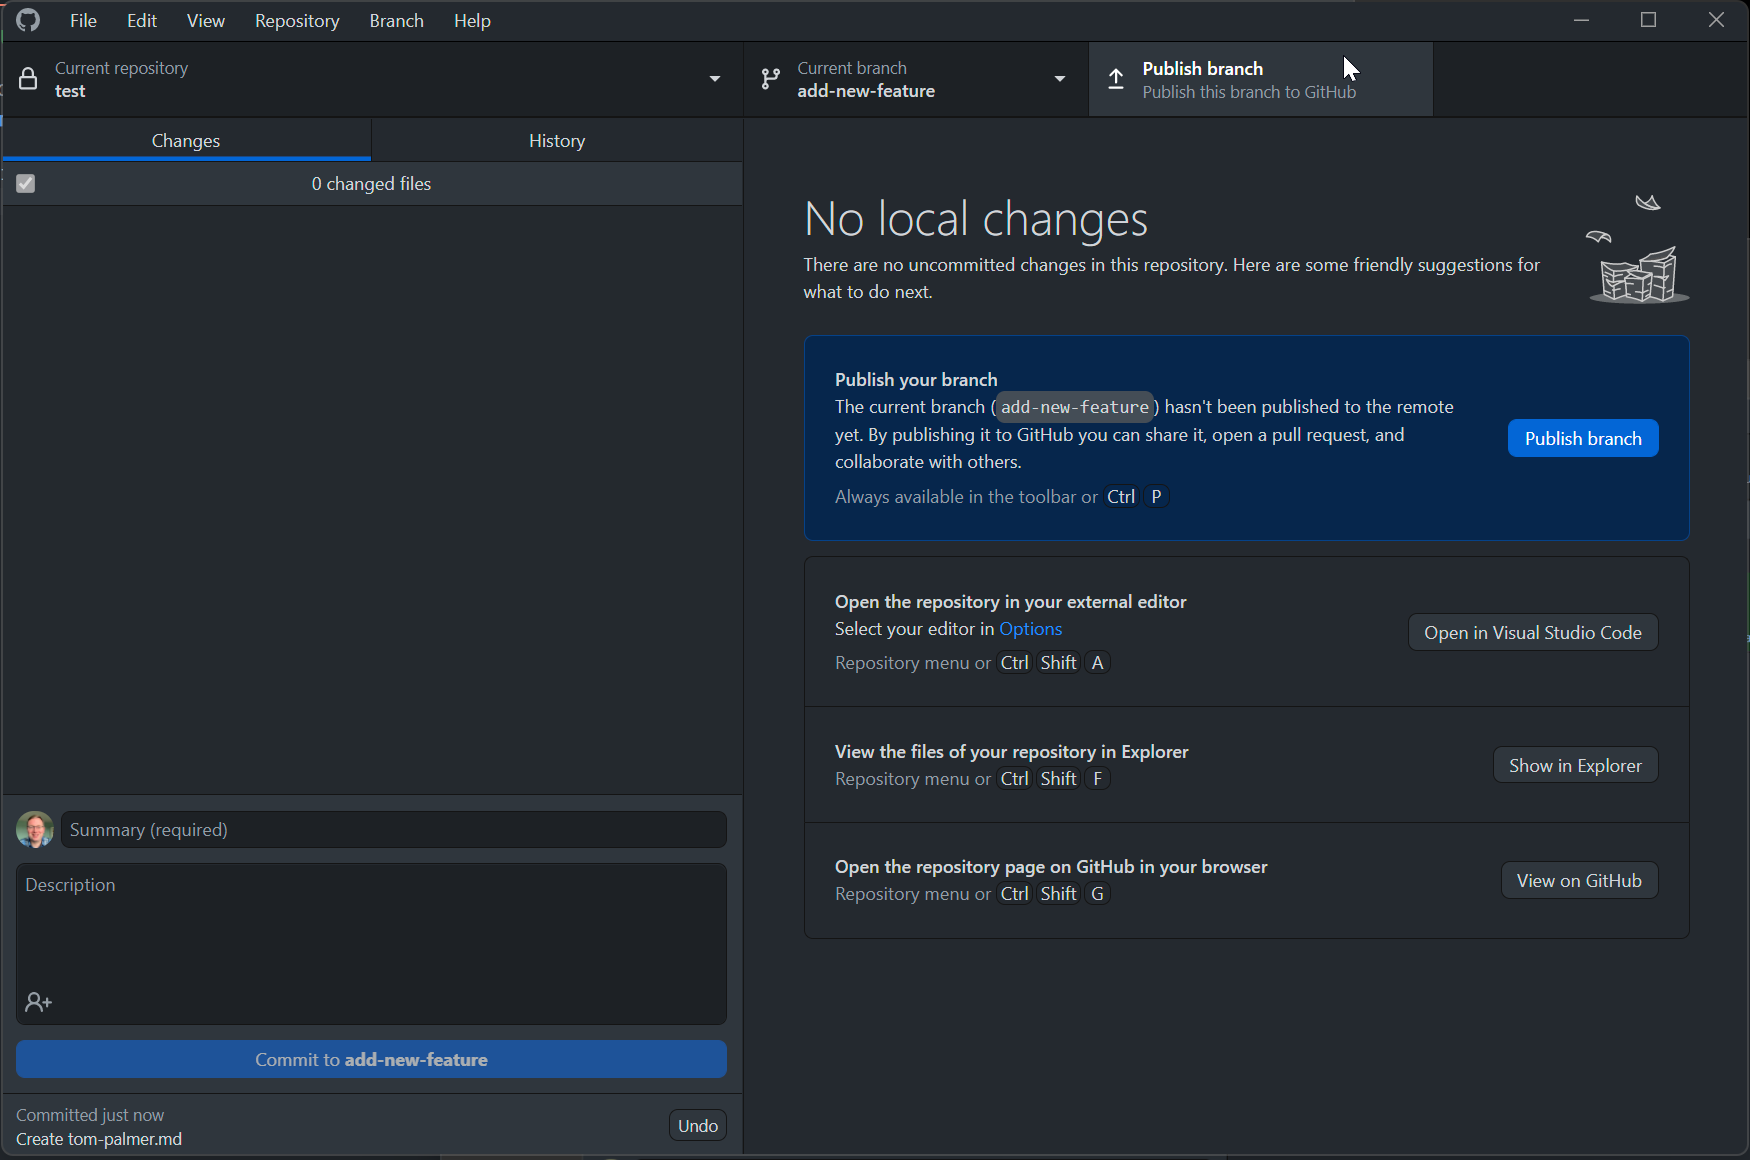 File Edit View Repository Branch Help
Current repository
test
Current branch
add-new-feature
Publish branch
Publish this branch to GitHub
Changes
History
0 changed files
No local changes
There are no uncommitted changes in this repository. Here are some friendly suggestions for
what to do next.
Publish your branch
The current branch (add-new-feature) hasn't been published to the remote
yet. By publishing it to GitHub you can share it, open a pull request, and
collaborate with others.
Always available in the toolbar or Ctrl P
Publish branch
Open the repository in your external editor
Select your editor in Options
Repository menu or Ctrl Shift A
Open in Visual Studio Code
View the files of your repository in Explorer
Repository menu or Ctrl Shift F
Show in Explorer
Open the repository page on GitHub in your browser
Repository menu or Ctrl Shift G
View on GitHub
Summary (required)
Description
Commit to add-new-feature
Committed just now
Create tom-palmer.md
Undo